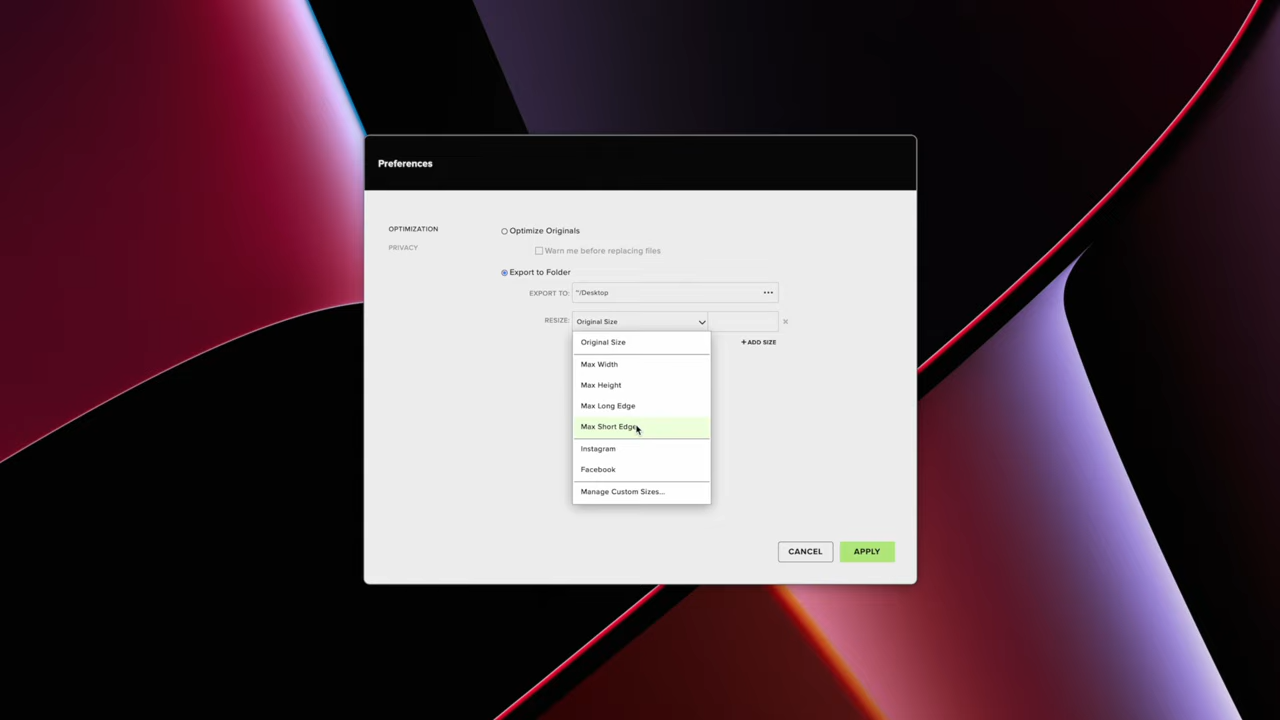 Preferences
OPTIMIZATION
PRIVACY
Optimize Originals
Warn me before replacing files
Export to Folder
EXPORT TO: ~/Desktop •••
RESIZE: Original Size ×
+ ADD SIZE
Original Size
Max Width
Max Height
Max Long Edge
Max Short Edge
Instagram
Facebook
Manage Custom Sizes...
CANCEL APPLY